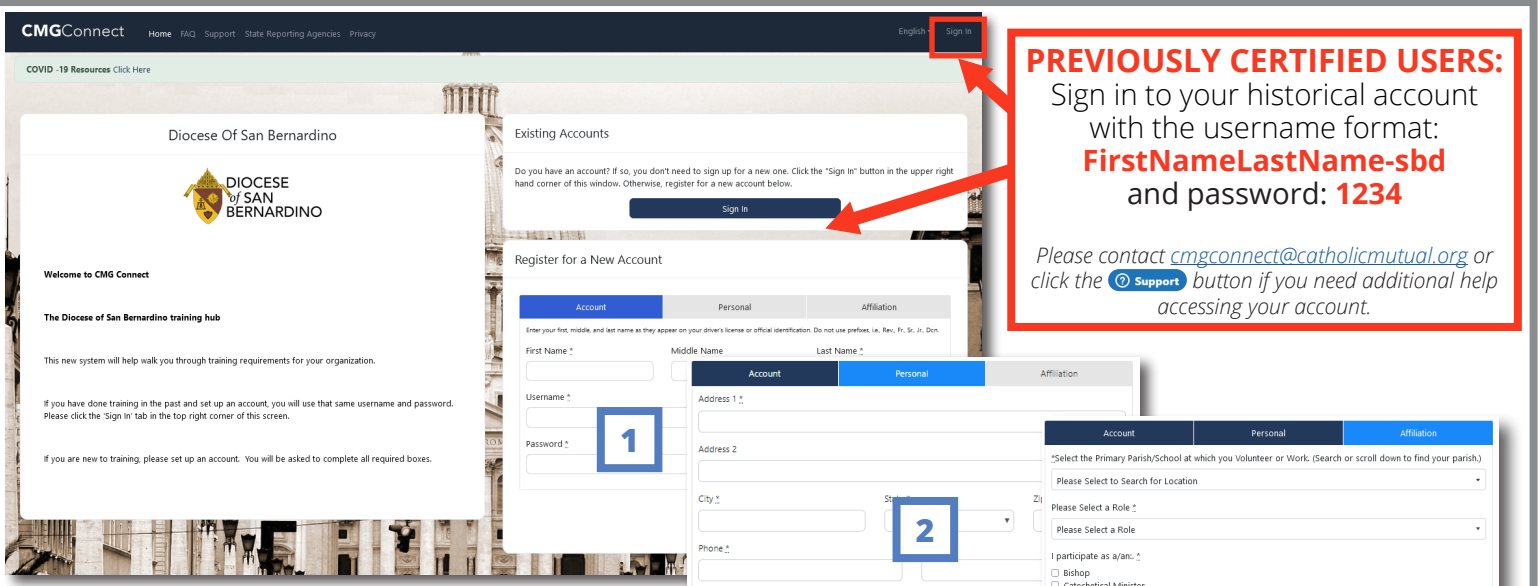 CMGConnect Home FAQ Support State Reporting Agencies Privacy English Sign In
COVID -19 Resources Click Here
Diocese Of San Bernardino
DIOCESE
of SAN
BERNARDINO
Welcome to CMG Connect
The Diocese of San Bernardino training hub
This new system will help walk you through training requirements for your organization.
If you have done training in the past and set up an account, you will use that same username and password.
Please click the 'Sign In' tab in the top right corner of this screen.
If you are new to training, please set up an account. You will be asked to complete all required boxes.
Existing Accounts
Do you have an account? If so, you don't need to sign up for a new one. Click the "Sign In" button in the upper right
hand corner of this window. Otherwise, register for a new account below.
Sign In
Register for a New Account
Account Personal Affiliation
Enter your first, middle, and last name as they appear on your driver's license or official identification. Do not use prefixes, i.e., Rev., Fr., Sr., Jr., Dcn.
First Name * Middle Name Last Name *
Username *
Password *
1
Account Personal Affiliation
Address 1 *
Address 2
City *
Phone *
2
Account Personal Affiliation
*Select the Primary Parish/School at which you Volunteer or Work. (Search or scroll down to find your parish.)
Please Select to Search for Location
Please Select a Role *
Please Select a Role
I participate as a/an:. *
Bishop
Catechetical Minister
PREVIOUSLY CERTIFIED USERS:
Sign in to your historical account
with the username format:
FirstNameLastName-sbd
and password: 1234
Please contact cmgconnect@catholicmutual.org or
click the Support button if you need additional help
accessing your account.